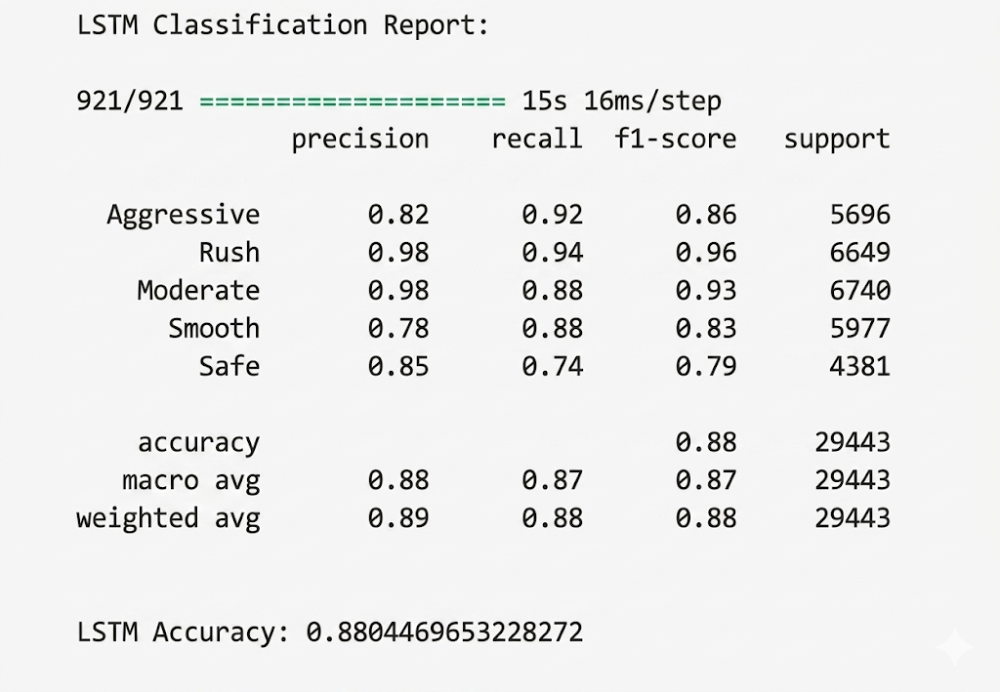 LSTM Classification Report:
921/921 ==================== 15s 16ms/step
precision recall f1-score support
Aggressive 0.82 0.92 0.86 5696
Rush 0.98 0.94 0.96 6649
Moderate 0.98 0.88 0.93 6740
Smooth 0.78 0.88 0.83 5977
Safe 0.85 0.74 0.79 4381
accuracy 0.88 29443
macro avg 0.88 0.87 0.87 29443
weighted avg 0.89 0.88 0.88 29443
LSTM Accuracy: 0.8804469653228272